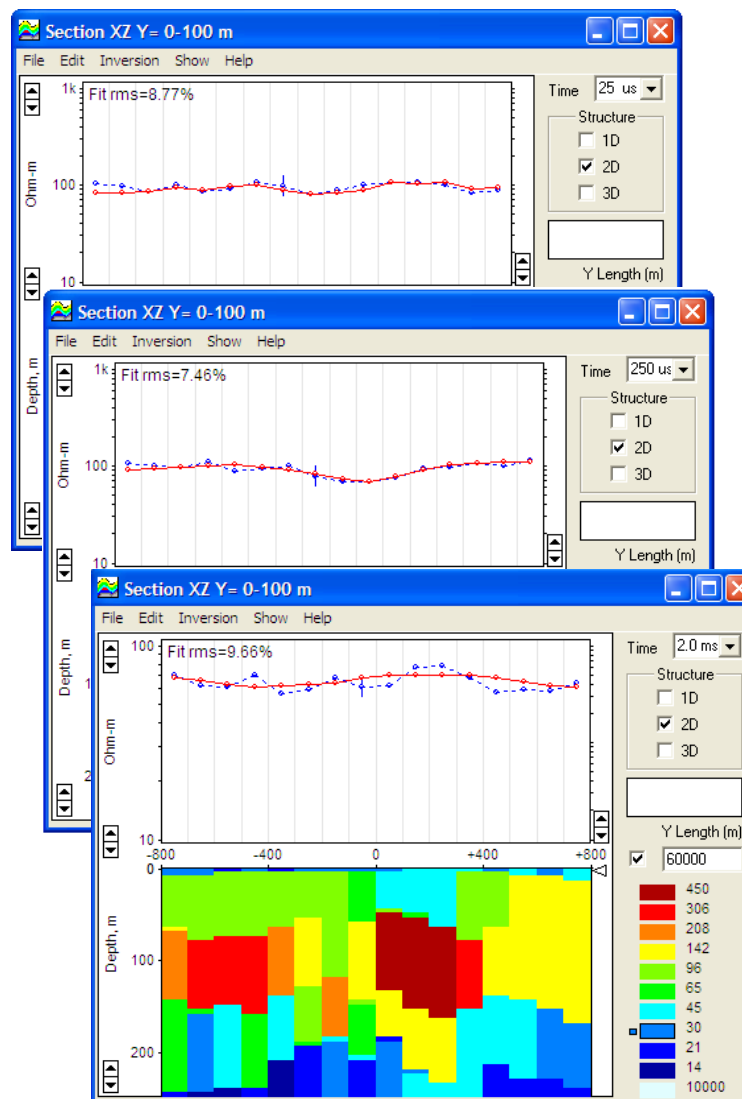 Section XZ Y= 0-100 m
File Edit Inversion Show Help
1k
Fit rms=8.77%
Time 25 us
Structure
1D
2D
3D
Ohm-m
100
10
Y Length (m)
Depth, m
Section XZ Y= 0-100 m
File Edit Inversion Show Help
1k
Fit rms=7.46%
Time 250 us
Structure
1D
2D
3D
Ohm-m
100
10
Y Length (m)
Depth, m
1
2
Section XZ Y= 0-100 m
File Edit Inversion Show Help
100
Fit rms=9.66%
Time 2.0 ms
Structure
1D
2D
3D
Ohm-m
10
Y Length (m)
60000
-800 -400 0 +400 +800
0
Depth, m
100
200
450
306
208
142
96
65
45
30
21
14
10000